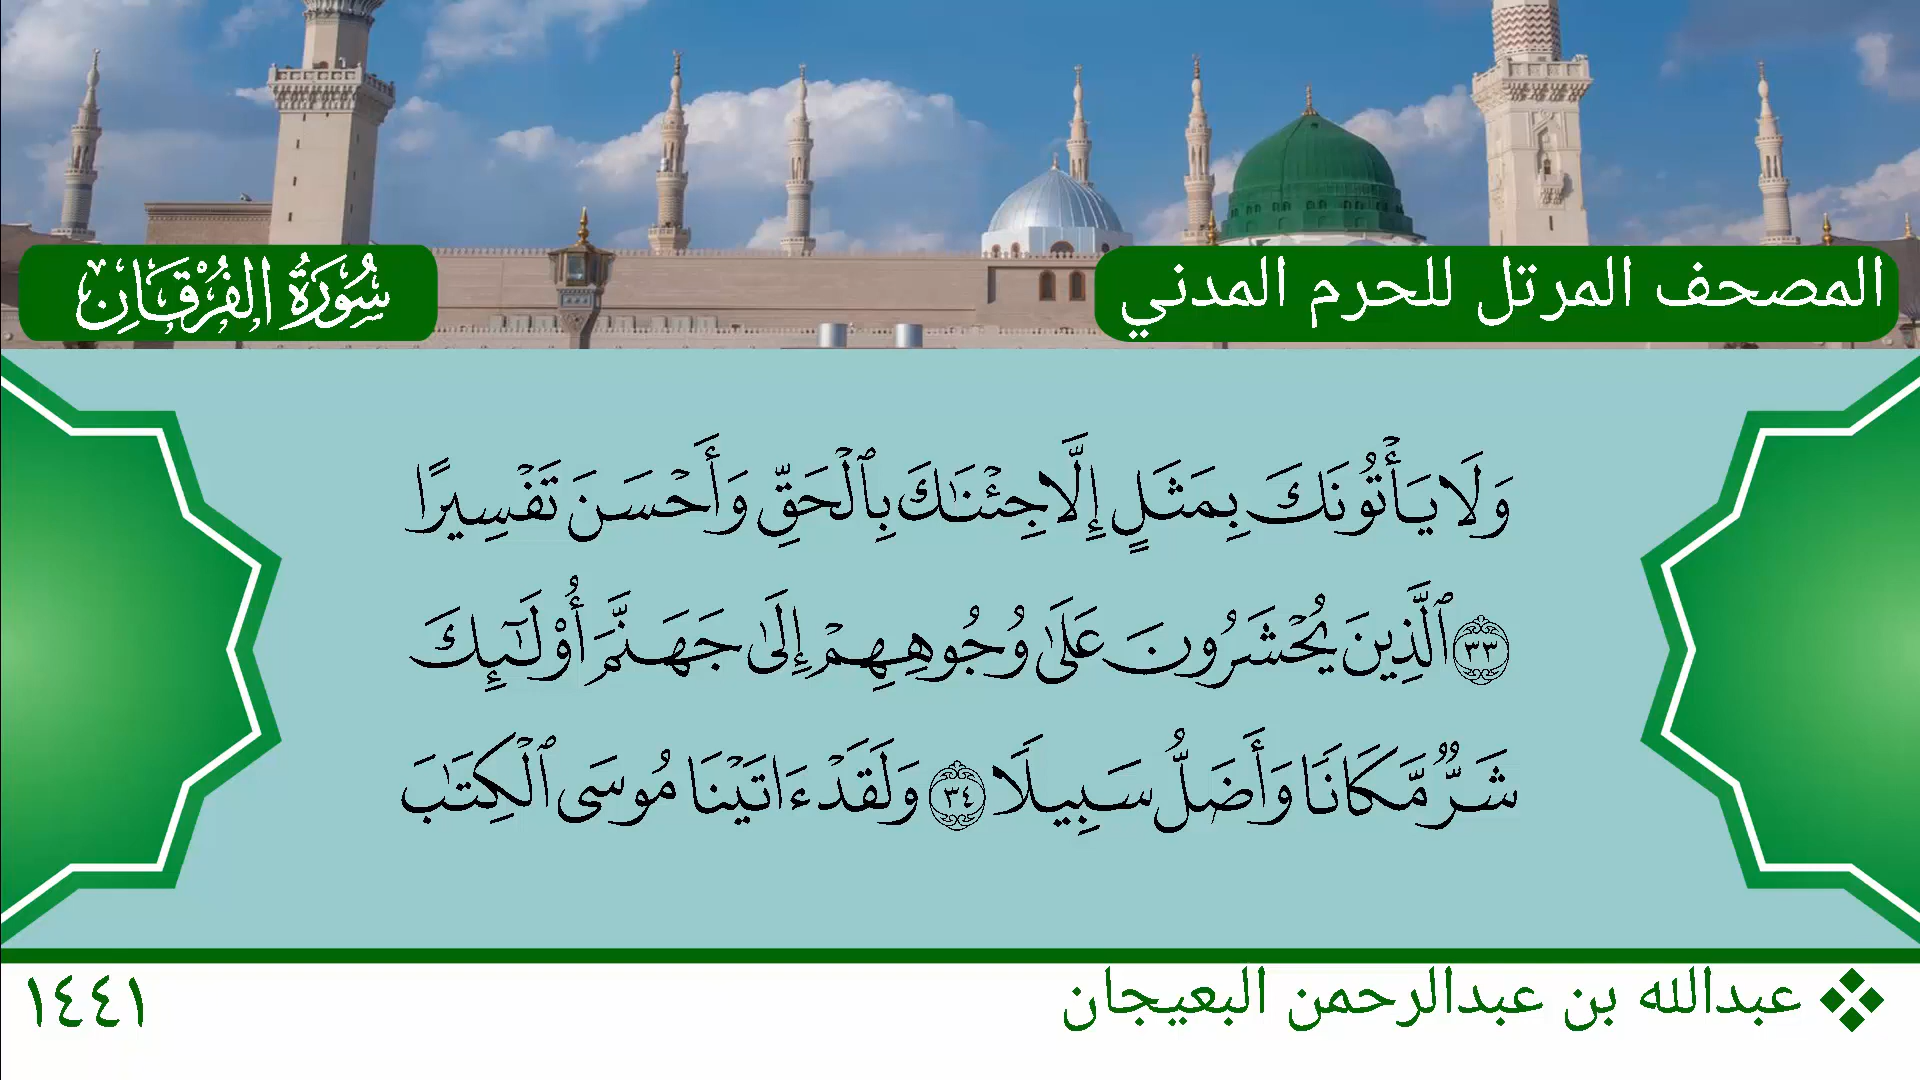 المصحف المرتل للحرم المدني
سُورَةُ الفُرْقَانِ
وَلَا يَأْتُونَكَ بِمَثَلٍ إِلَّا جِئْنَٰكَ بِٱلْحَقِّ وَأَحْسَنَ تَفْسِيرًا
٣٣ ٱلَّذِينَ يُحْشَرُونَ عَلَىٰ وُجُوهِهِمْ إِلَىٰ جَهَنَّمَ أُوْلَٰٓئِكَ
شَرٌّ مَّكَانًا وَأَضَلُّ سَبِيلًا ٣٤ وَلَقَدْ ءَاتَيْنَا مُوسَى ٱلْكِتَٰبَ
عبدالله بن عبدالرحمن البعيجان
١٤٤١